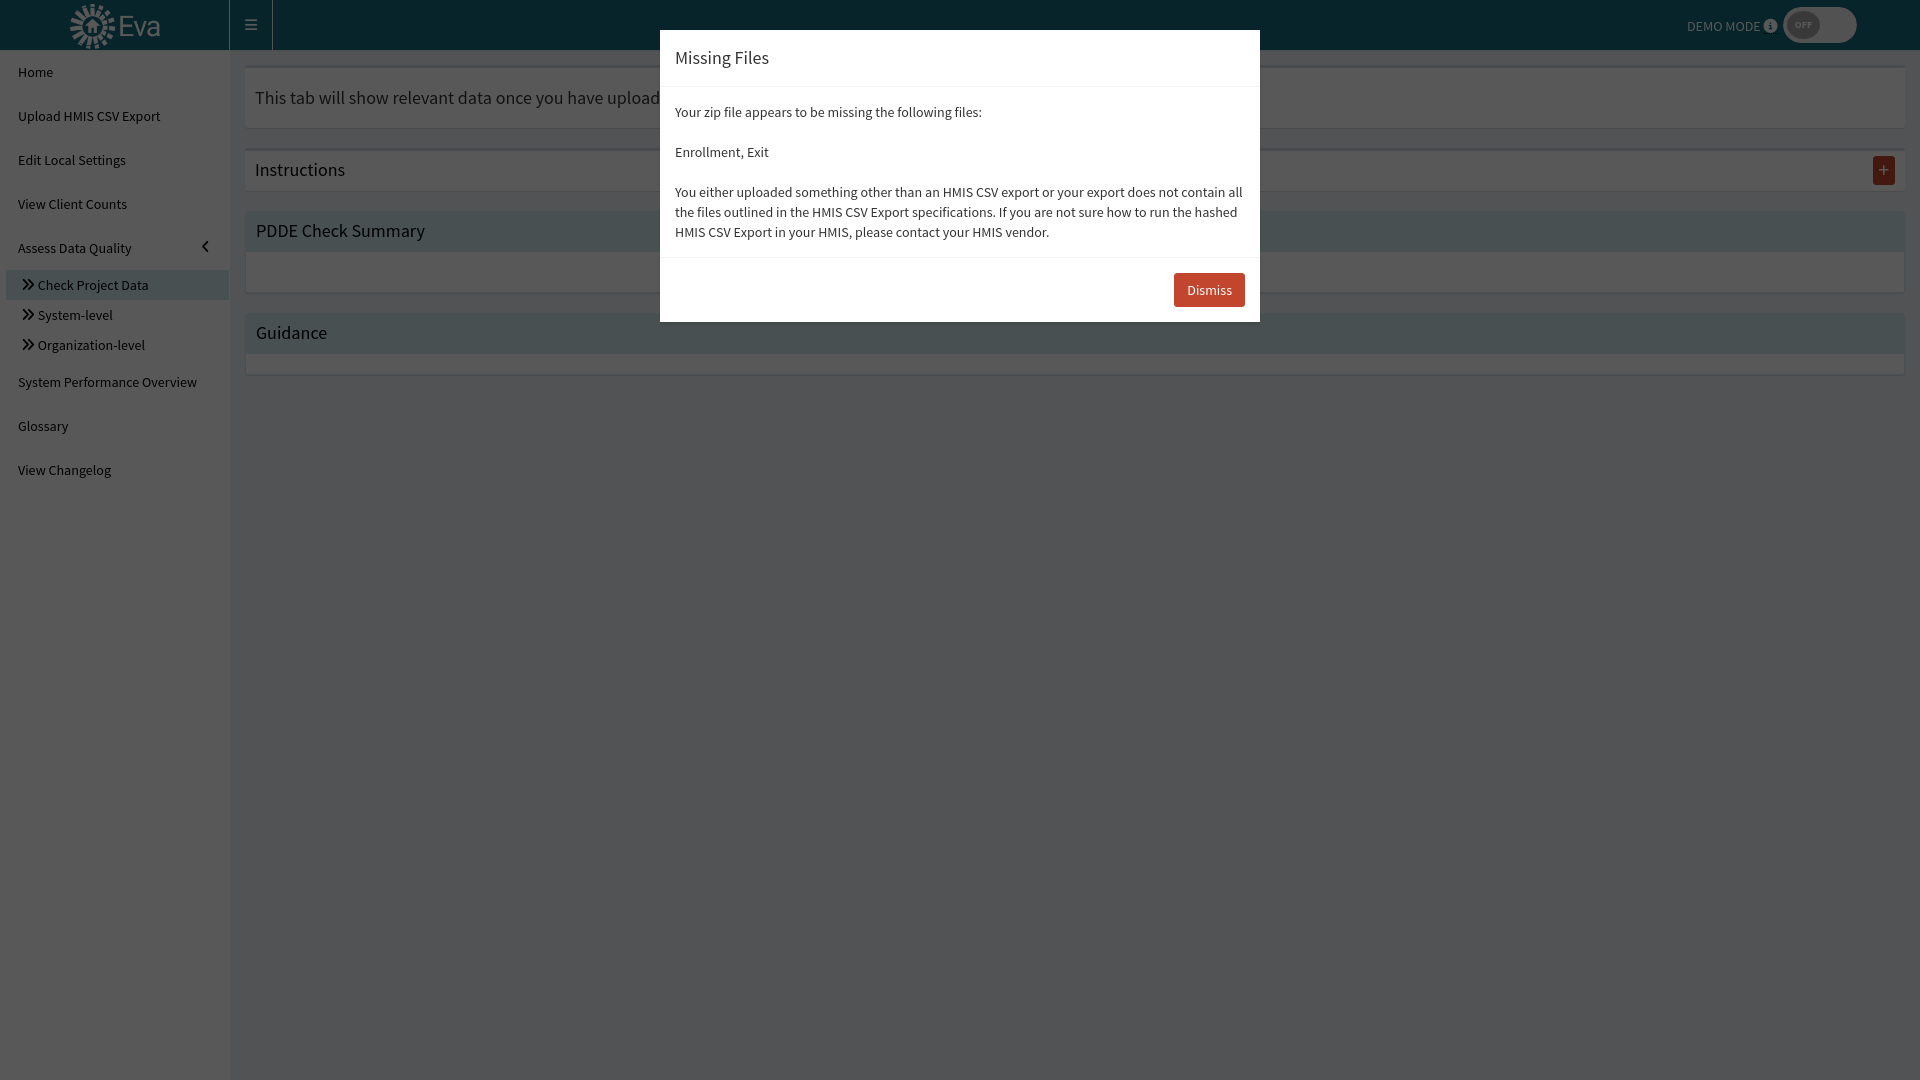 Eva
DEMO MODE
OFF
Home
Upload HMIS CSV Export
Edit Local Settings
View Client Counts
Assess Data Quality
Check Project Data
System-level
Organization-level
System Performance Overview
Glossary
View Changelog
This tab will show relevant data once you have upload
Instructions
+
PDDE Check Summary
Guidance
Missing Files
Your zip file appears to be missing the following files:
Enrollment, Exit
You either uploaded something other than an HMIS CSV export or your export does not contain all
the files outlined in the HMIS CSV Export specifications. If you are not sure how to run the hashed
HMIS CSV Export in your HMIS, please contact your HMIS vendor.
Dismiss